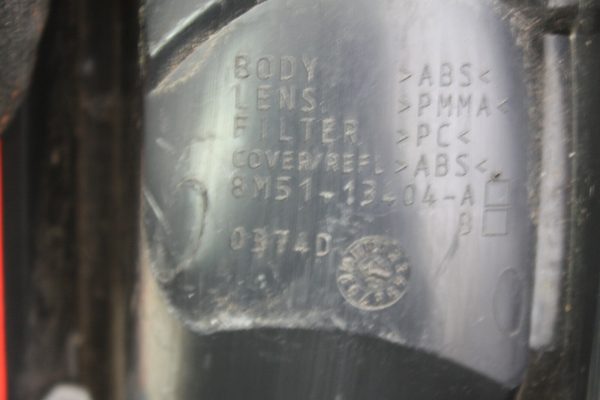 BODY >ABS<
LENS >PMMA<
FILTER >PC<
COVER/REFL >ABS<
8M51-13404-A
B
0374D